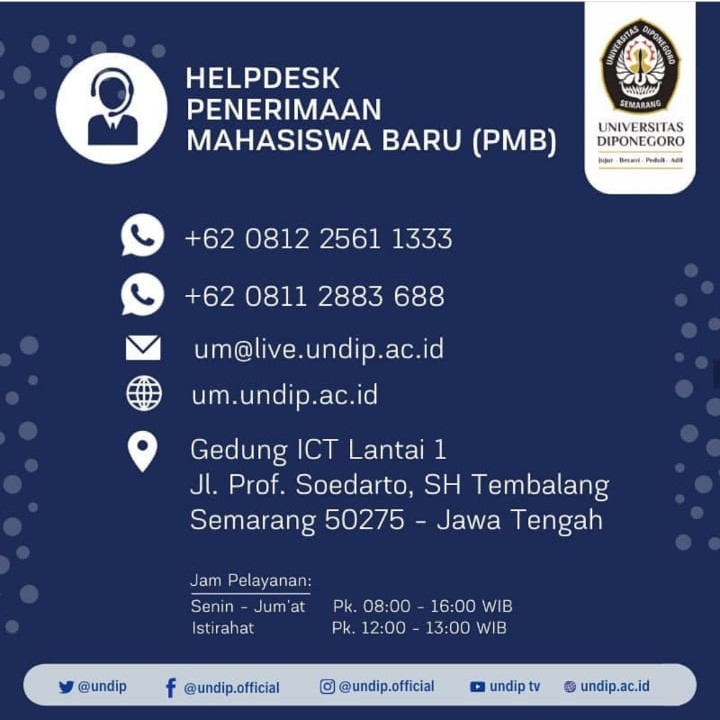 HELPDESK
PENERIMAAN
MAHASISWA BARU (PMB)
UNIVERSITAS DIPONEGORO
SEMARANG
UNIVERSITAS
DIPONEGORO
Jujur - Berani - Peduli - Adil
+62 0812 2561 1333
+62 0811 2883 688
um@live.undip.ac.id
um.undip.ac.id
Gedung ICT Lantai 1
Jl. Prof. Soedarto, SH Tembalang
Semarang 50275 - Jawa Tengah
Jam Pelayanan:
Senin - Jum'at Pk. 08:00 - 16:00 WIB
Istirahat Pk. 12:00 - 13:00 WIB
@undip @undip.official @undip.official undip tv undip.ac.id